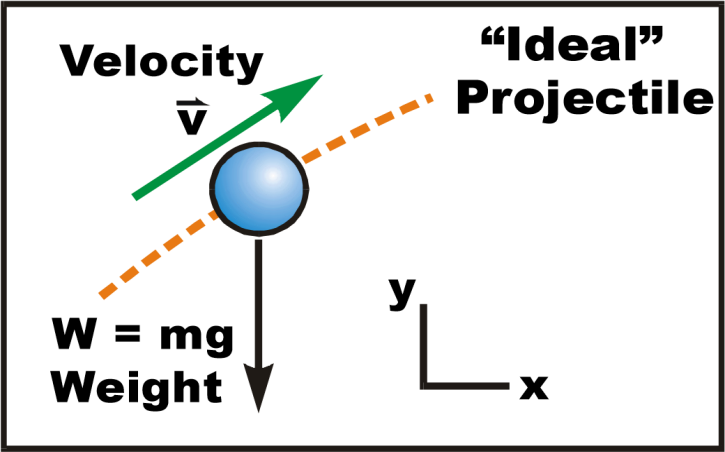 Velocity
v
“Ideal”
Projectile
W = mg
Weight
y
x